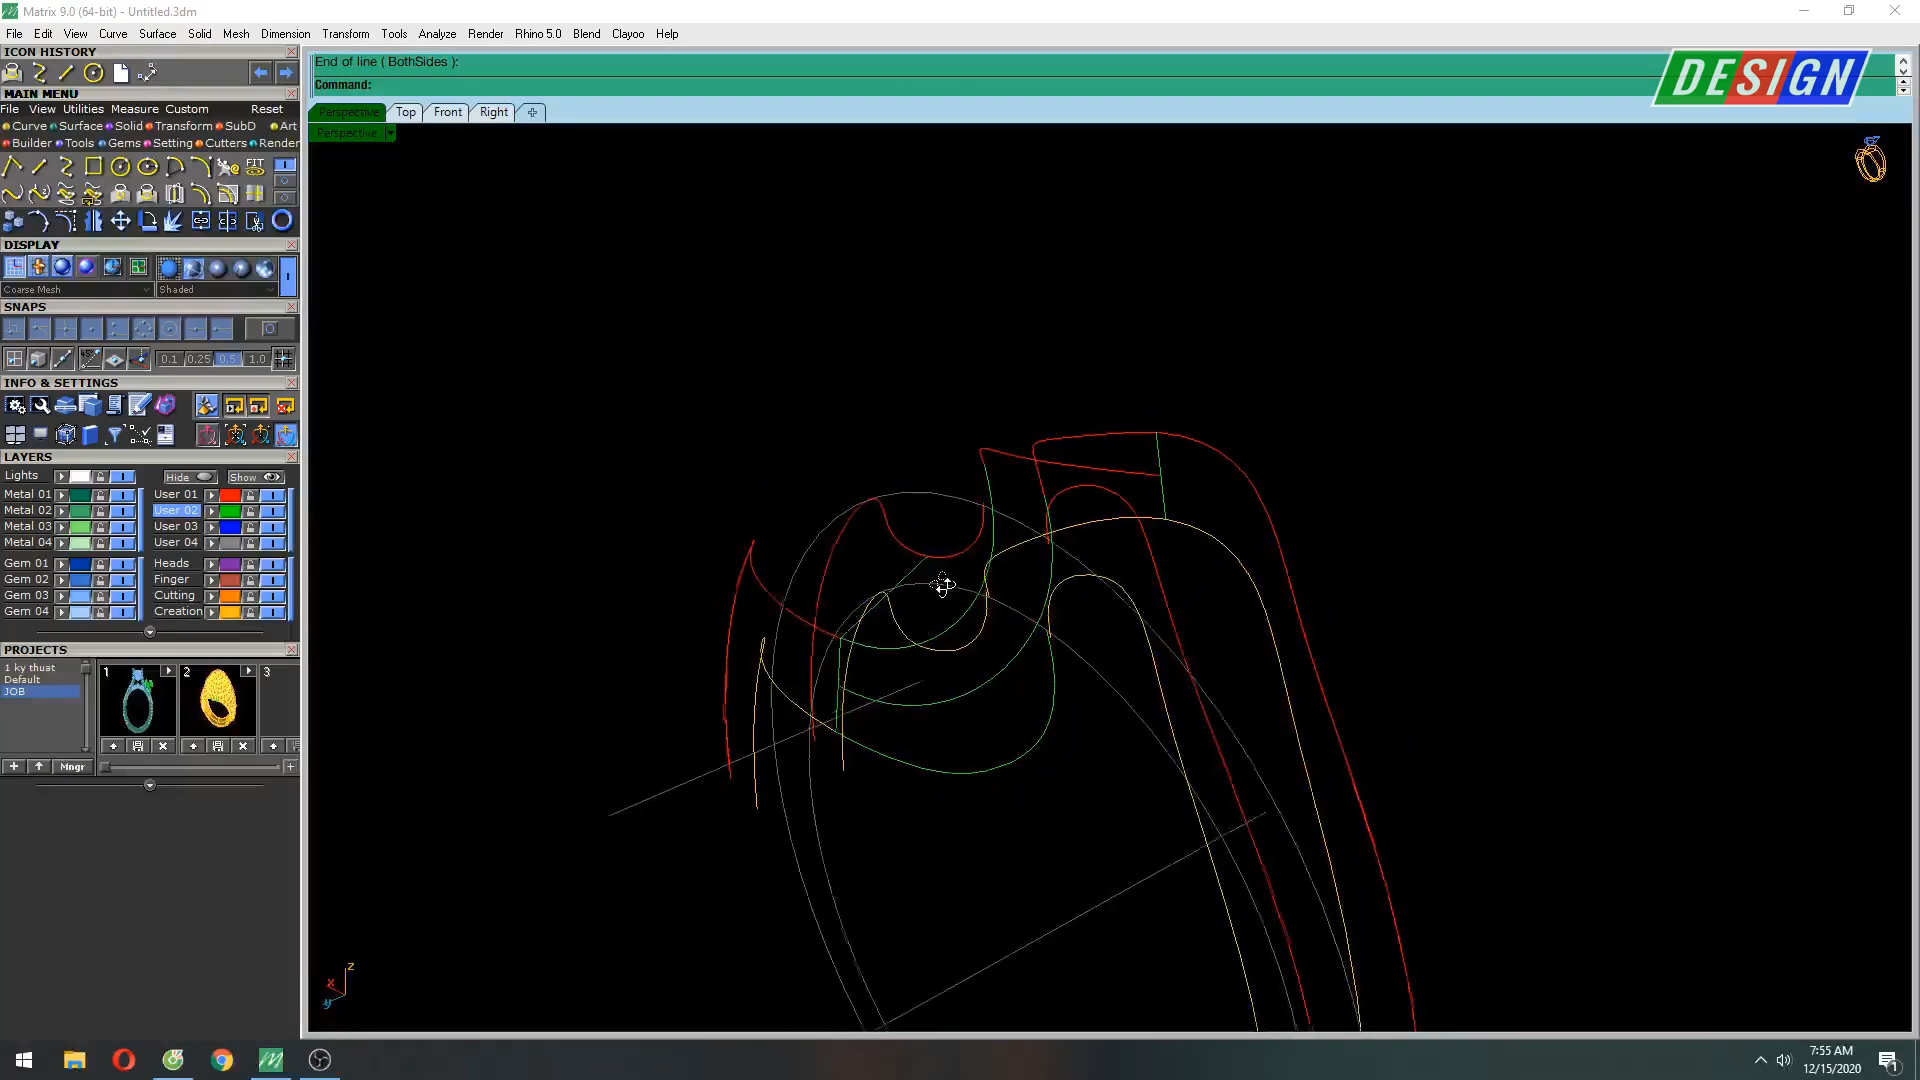 Matrix 9.0 (64-bit) - Untitled.3dm
File Edit View Curve Surface Solid Mesh Dimension Transform Tools Analyze Render Rhino 5.0 Blend Clayoo Help
ICON HISTORY
End of line ( BothSides ):
Command:
DESIGN
MAIN MENU
File View Utilities Measure Custom Reset
Curve Surface Solid Transform SubD Art
Builder Tools Gems Setting Cutters Render
Perspective Top Front Right
Perspective
FIT
DISPLAY
Coarse Mesh Shaded
SNAPS
0.1 0.25 0.5 1.0
INFO & SETTINGS
LAYERS
Lights Hide Show
Metal 01 User 01
Metal 02 User 02
Metal 03 User 03
Metal 04 User 04
Gem 01 Heads
Gem 02 Finger
Gem 03 Cutting
Gem 04 Creation
PROJECTS
1 ky thuat
Default
JOB
1 2 3
Mngr
z
x
y
7:55 AM
12/15/2020
1